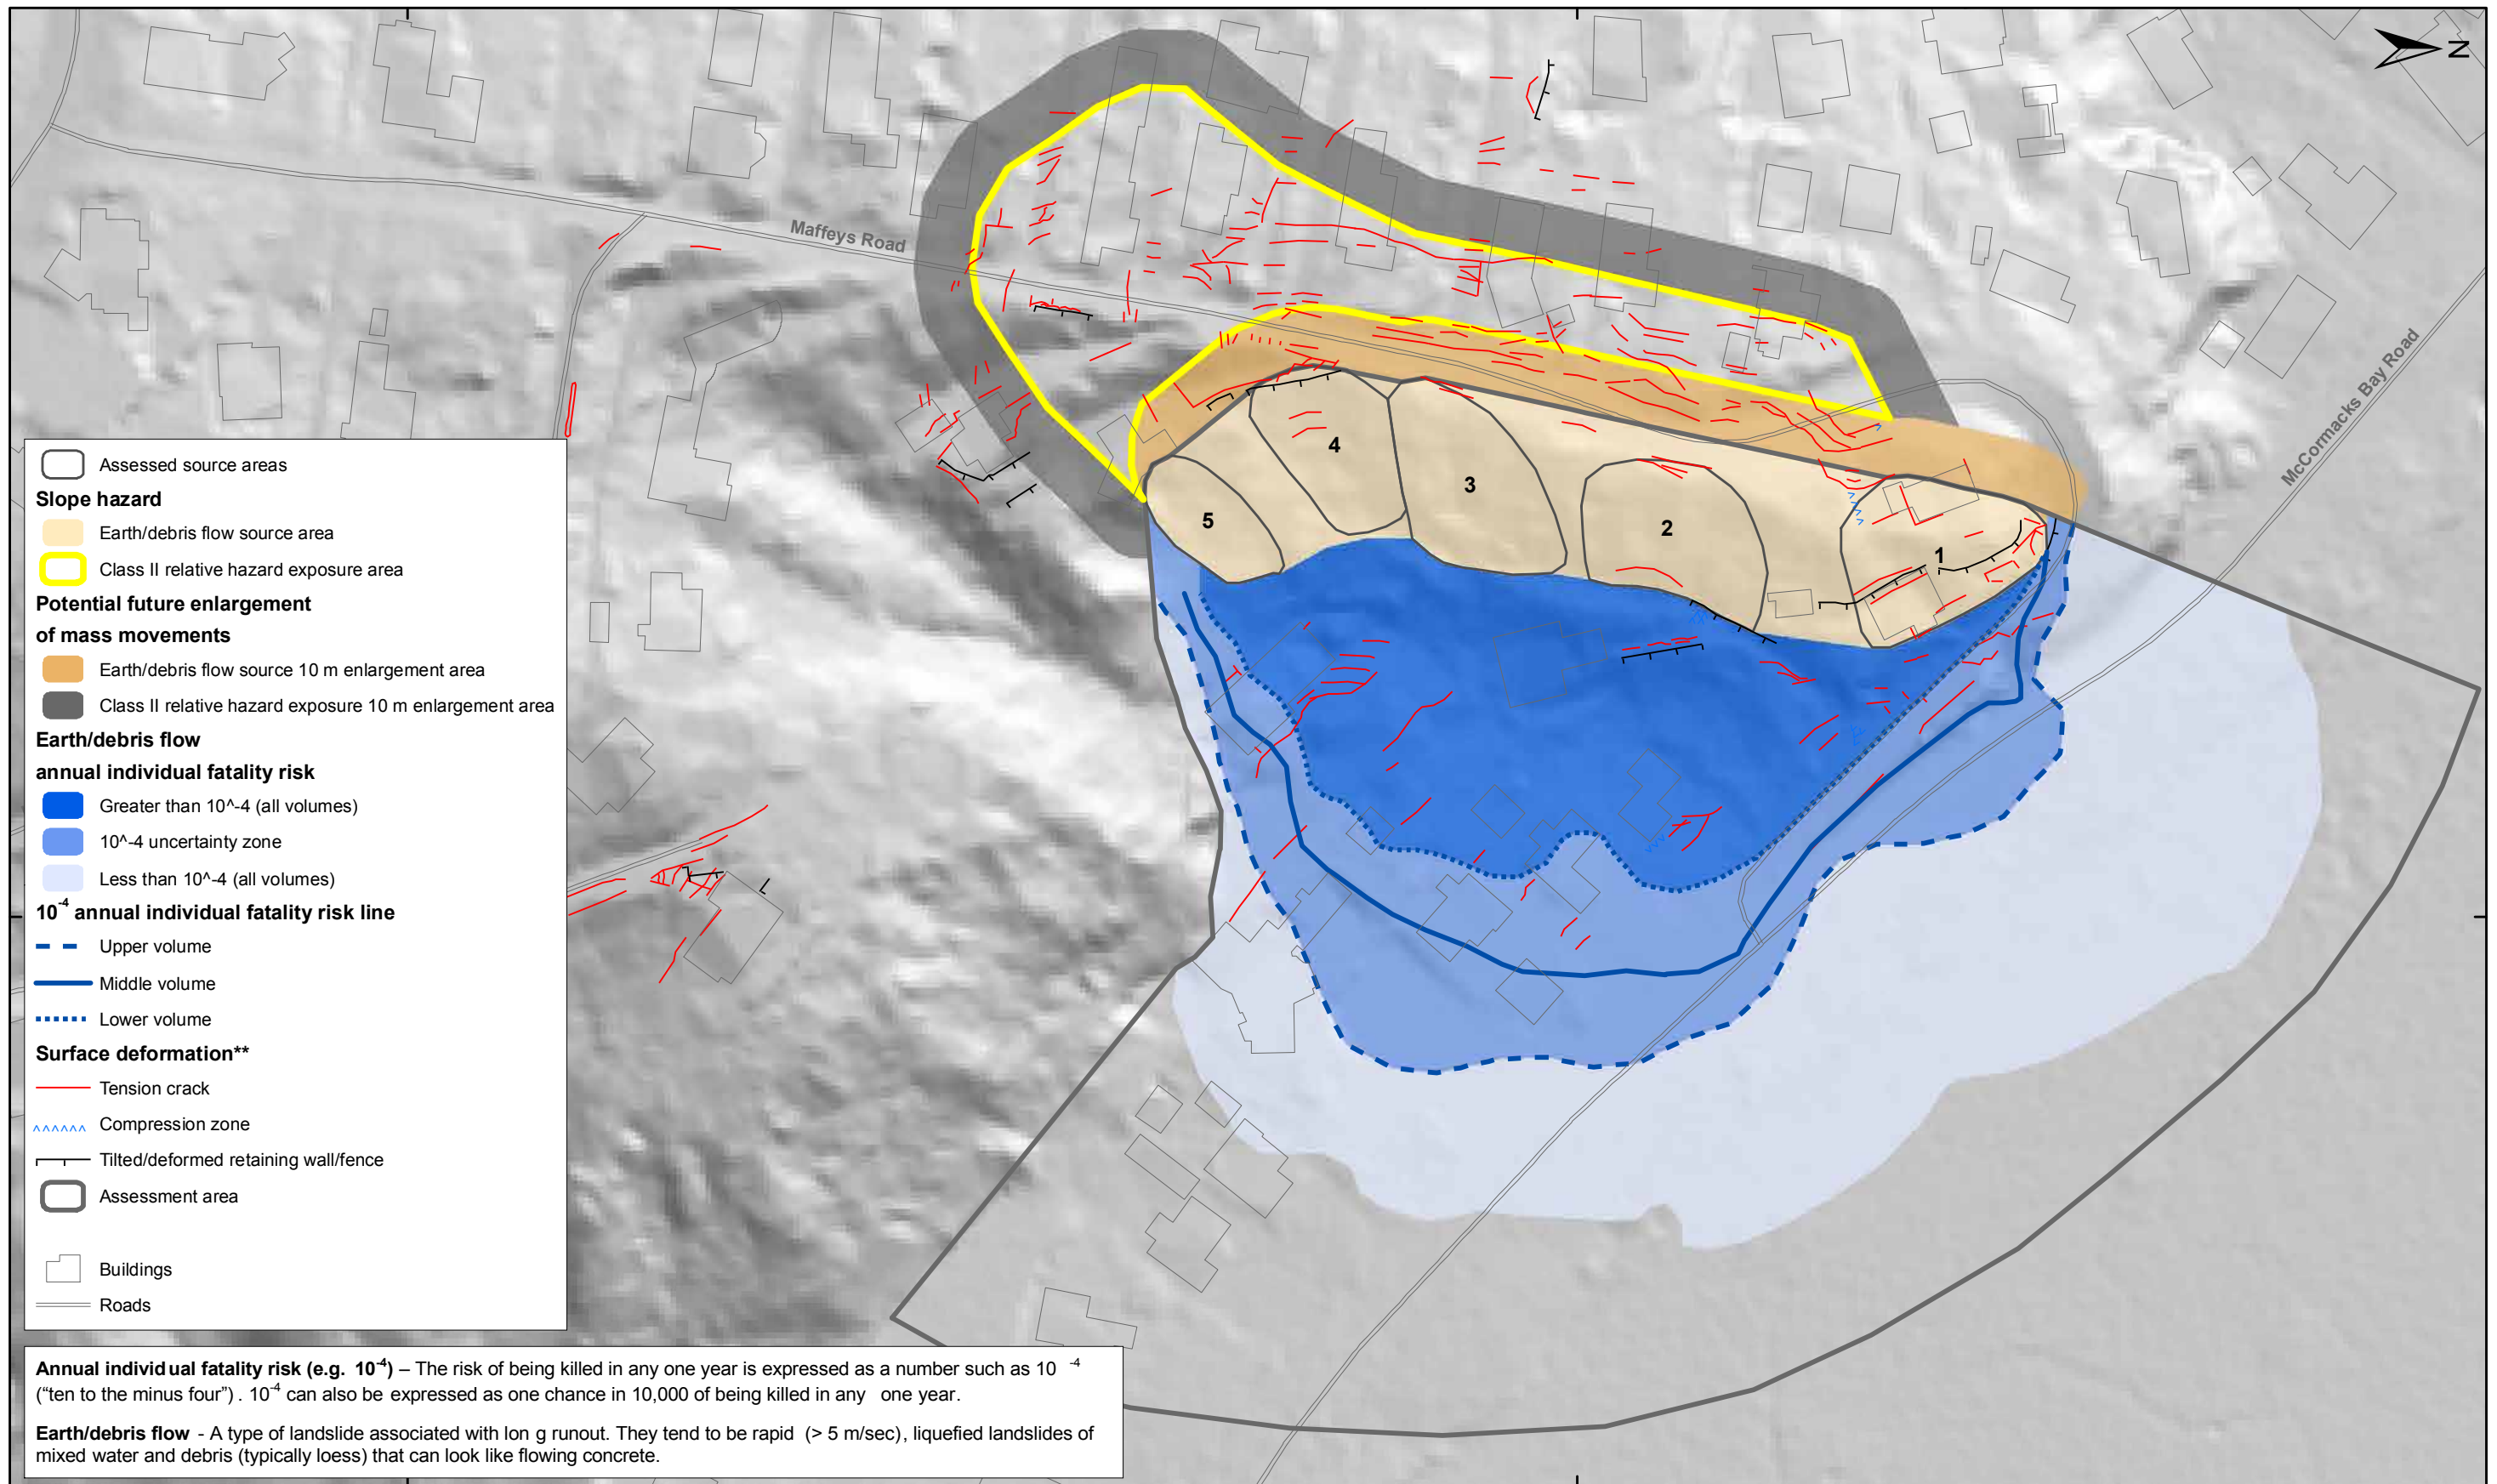 N
Maffeys Road
McCormacks Bay Road
4
3
5
2
1
Assessed source areas
Slope hazard
Earth/debris flow source area
Class II relative hazard exposure area
Potential future enlargement
of mass movements
Earth/debris flow source 10 m enlargement area
Class II relative hazard exposure 10 m enlargement area
Earth/debris flow
annual individual fatality risk
Greater than 10^-4 (all volumes)
10^-4 uncertainty zone
Less than 10^-4 (all volumes)
10-4 annual individual fatality risk line
Upper volume
Middle volume
Lower volume
Surface deformation**
Tension crack
Compression zone
Tilted/deformed retaining wall/fence
Assessment area
Buildings
Roads
Annual individual fatality risk (e.g. 10-4) – The risk of being killed in any one year is expressed as a number such as 10 -4
(“ten to the minus four”). 10-4 can also be expressed as one chance in 10,000 of being killed in any one year.
Earth/debris flow - A type of landslide associated with lon g runout. They tend to be rapid (> 5 m/sec), liquefied landslides of
mixed water and debris (typically loess) that can look like flowing concrete.